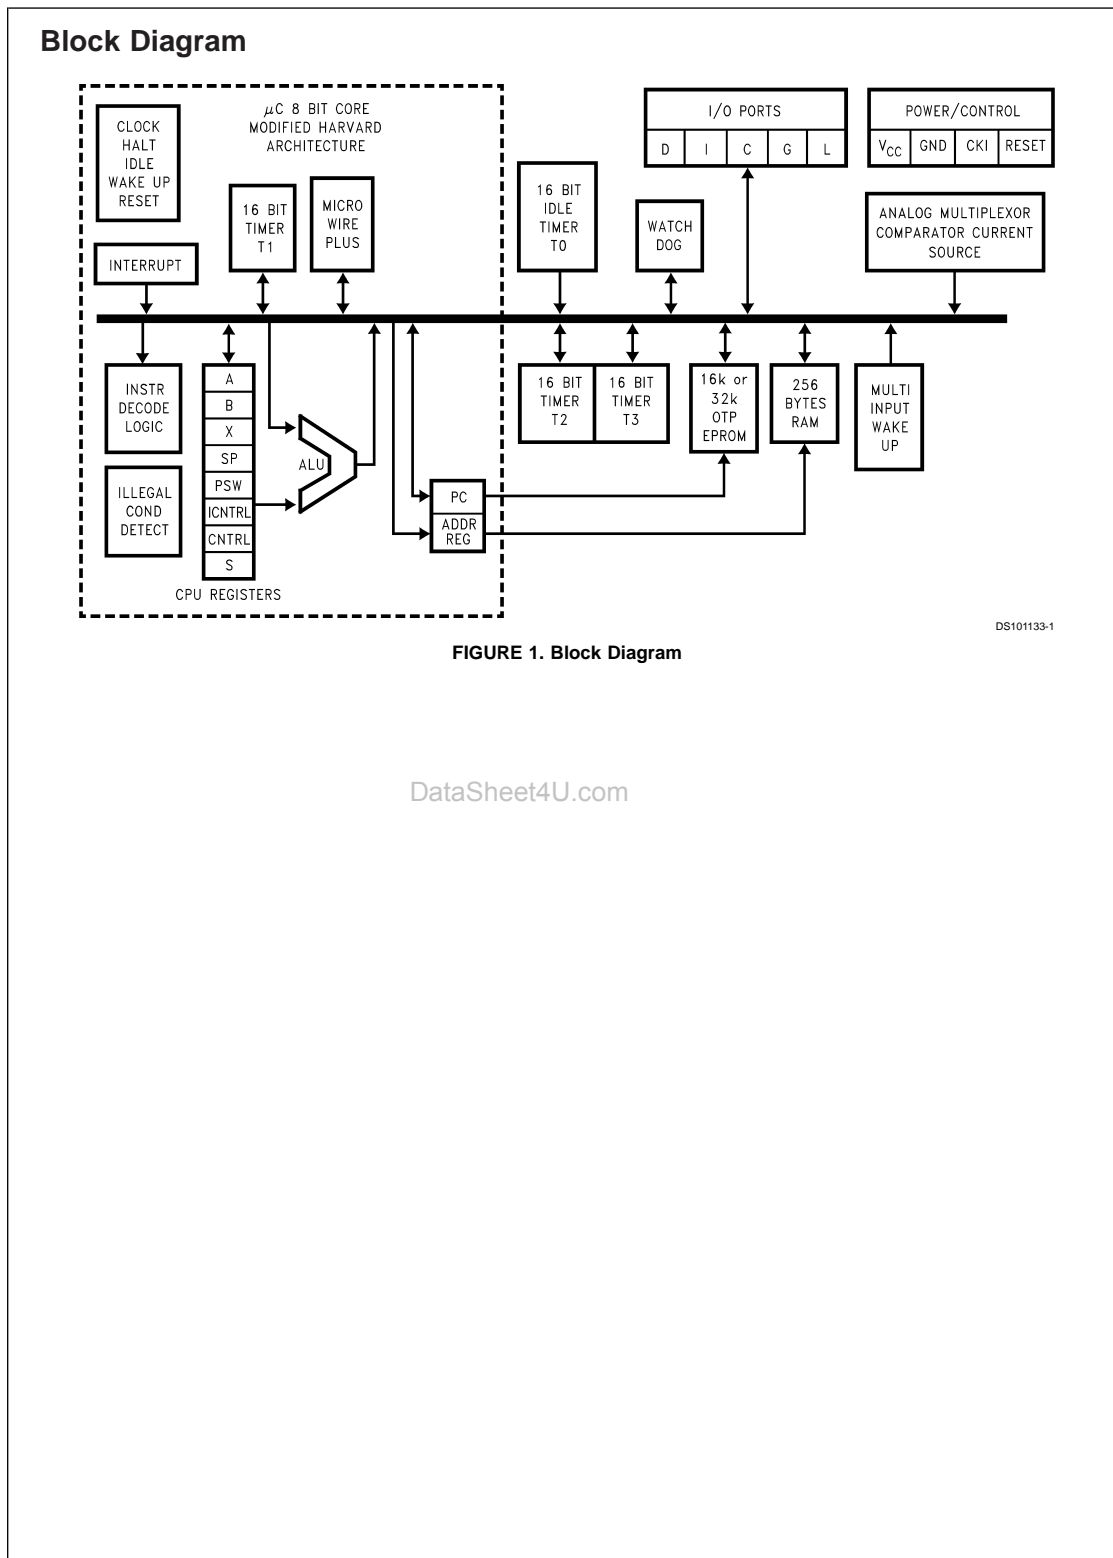 Block Diagram
μC 8 BIT CORE
MODIFIED HARVARD
ARCHITECTURE
CLOCK
HALT
IDLE
WAKE UP
RESET
INTERRUPT
16 BIT
TIMER
T1
MICRO
WIRE
PLUS
16 BIT
IDLE
TIMER
T0
WATCH
DOG
I/O PORTS
D I C G L
POWER/CONTROL
VCC GND CKI RESET
ANALOG MULTIPLEXOR
COMPARATOR CURRENT
SOURCE
INSTR
DECODE
LOGIC
ILLEGAL
COND
DETECT
A
B
X
SP
PSW
ICNTRL
CNTRL
S
CPU REGISTERS
ALU
PC
ADDR
REG
16 BIT
TIMER
T2
16 BIT
TIMER
T3
16k or
32k
OTP
EPROM
256
BYTES
RAM
MULTI
INPUT
WAKE
UP
DS101133-1
FIGURE 1. Block Diagram
DataSheet4U.com